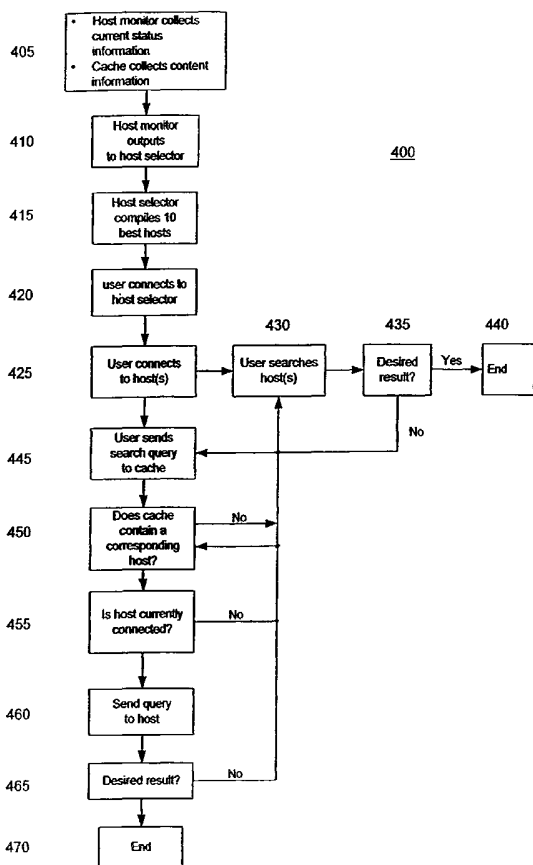 405
• Host monitor collects
current status
information
• Cache collects content
information
410
Host monitor
outputs
to host selector
400
415
Host selector
compiles 10
best hosts
420
user connects to
host selector
430
435
440
425
User connects
to host(s)
User searches
host(s)
Desired
result?
Yes
End
No
445
User sends
search query
to cache
450
Does cache
contain a
corresponding
host?
No
455
Is host currently
connected?
No
460
Send query
to host
465
Desired result?
No
470
End